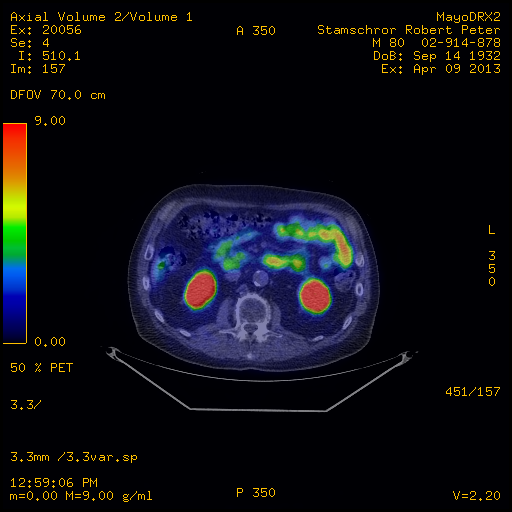 Axial Volume 2/Volume 1
Ex: 20056
Se: 4
I: 510.1
Im: 157
DFOV 70.0 cm
9.00
A 350
MayoDRX2
Stamschror Robert Peter
M 80 02-914-878
DoB: Sep 14 1932
Ex: Apr 09 2013
L
3
5
0
0.00
50 % PET
3.3/
451/157
3.3mm /3.3var.sp
12:59:06 PM
m=0.00 M=9.00 g/ml
P 350
V=2.20